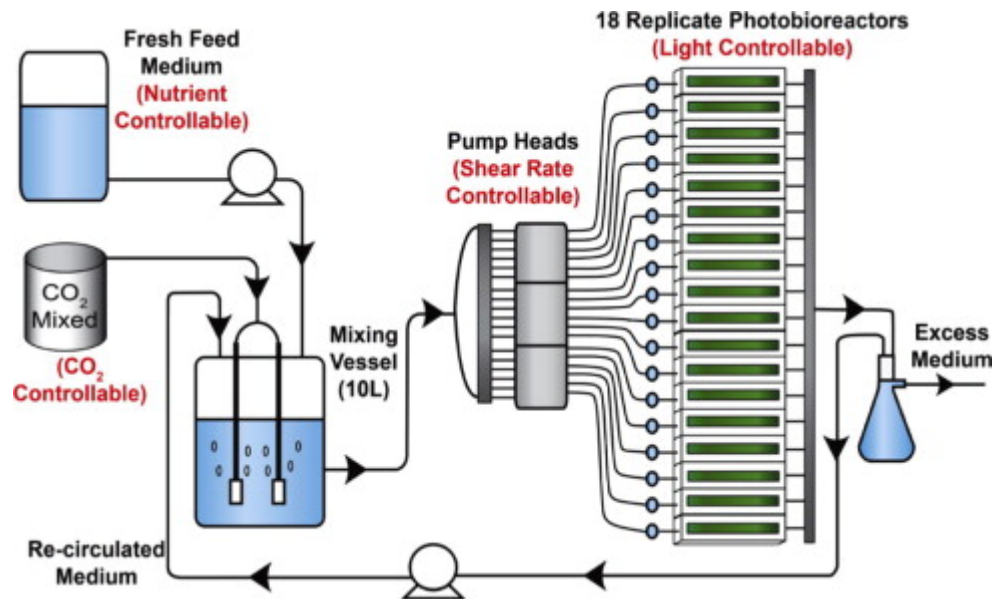 Fresh Feed
Medium
(Nutrient
Controllable)
CO₂
Mixed
(CO₂
Controllable)
Mixing
Vessel
(10L)
Pump Heads
(Shear Rate
Controllable)
18 Replicate Photobioreactors
(Light Controllable)
Excess
Medium
Re-circulated
Medium